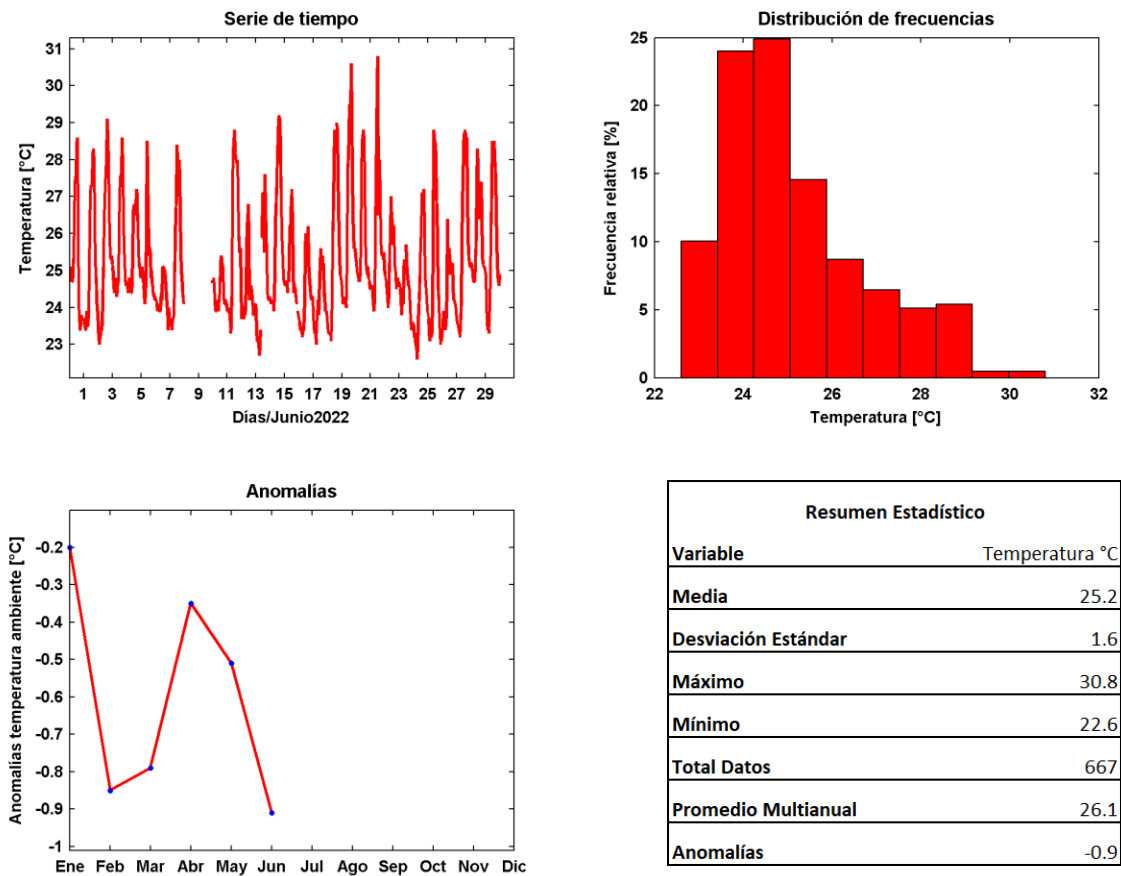 Serie de tiempo
Temperatura [°C]
31
30
29
28
27
26
25
24
23
1 3 5 7 9 11 13 15 17 19 21 23 25 27 29
Días/Junio2022
Distribución de frecuencias
Frecuencia relativa [%]
25
20
15
10
5
0
22 24 26 28 30 32
Temperatura [°C]
Anomalías
Anomalías temperatura ambiente [°C]
-0.2
-0.3
-0.4
-0.5
-0.6
-0.7
-0.8
-0.9
-1
Ene Feb Mar Abr May Jun Jul Ago Sep Oct Nov Dic
Resumen Estadístico
Variable Temperatura °C
Media 25.2
Desviación Estándar 1.6
Máximo 30.8
Mínimo 22.6
Total Datos 667
Promedio Multianual 26.1
Anomalías -0.9